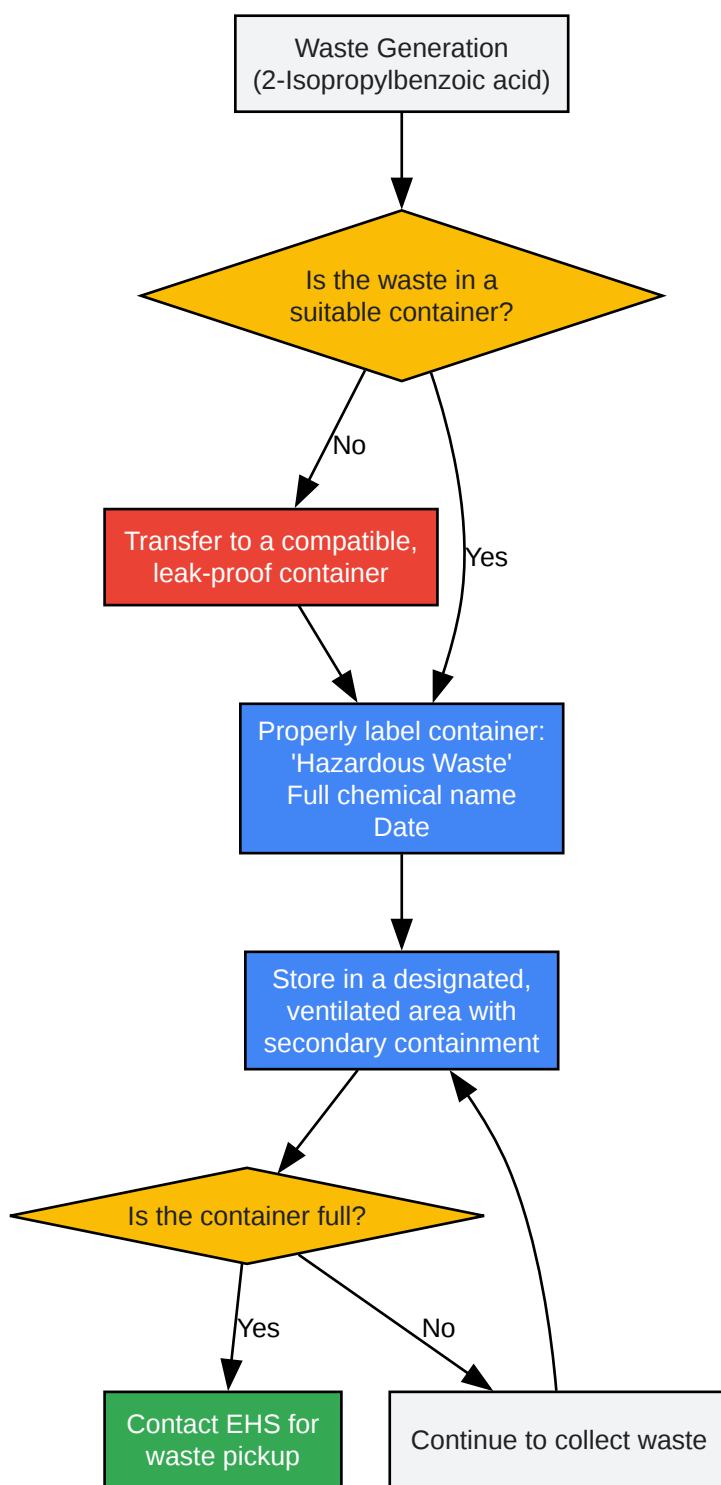 Waste Generation
(2-Isopropylbenzoic acid)
Is the waste in a
suitable container?
No
Yes
Transfer to a compatible,
leak-proof container
Properly label container:
'Hazardous Waste'
Full chemical name
Date
Store in a designated,
ventilated area with
secondary containment
Is the container full?
Yes
No
Contact EHS for
waste pickup
Continue to collect waste